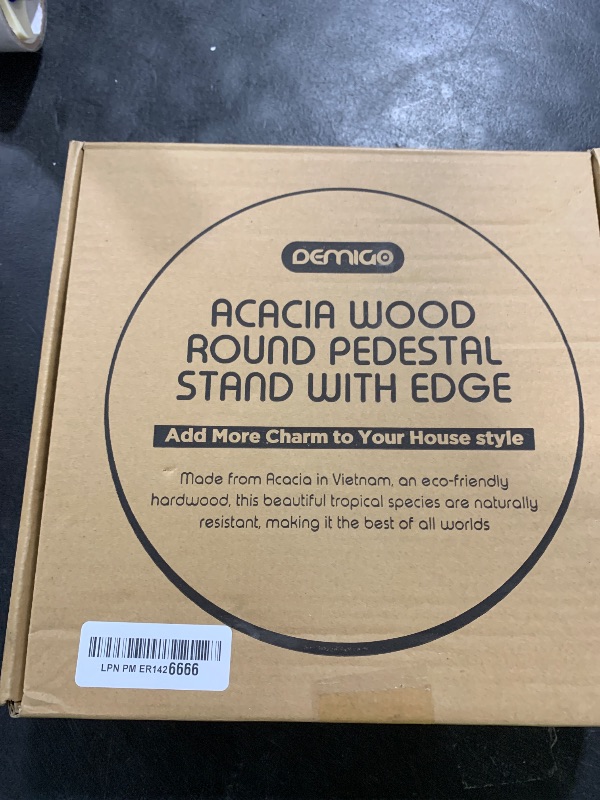 DEMIGO
ACACIA WOOD
ROUND PEDESTAL
STAND WITH EDGE
Add More Charm to Your House style
Made from Acacia in Vietnam, an eco-friendly
hardwood, this beautiful tropical species are naturally
resistant, making it the best of all worlds
LPN PM ER1426666